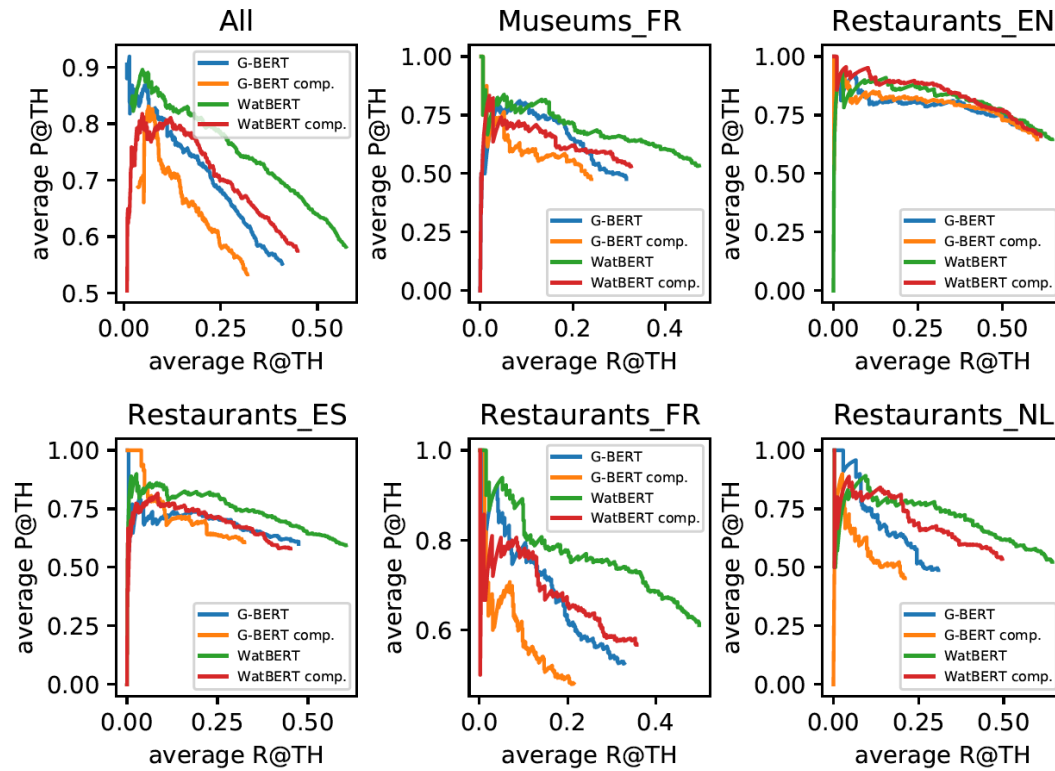 All
Museums_FR
Restaurants_EN
average P@TH
0.9
0.8
0.7
0.6
0.5
G-BERT
G-BERT comp.
WatBERT
WatBERT comp.
0.00
0.25
0.50
average R@TH
average P@TH
1.00
0.75
0.50
0.25
0.00
G-BERT
G-BERT comp.
WatBERT
WatBERT comp.
0.0
0.2
0.4
average R@TH
average P@TH
1.00
0.75
0.50
0.25
0.00
G-BERT
G-BERT comp.
WatBERT
WatBERT comp.
0.00
0.25
0.50
average R@TH
Restaurants_ES
Restaurants_FR
Restaurants_NL
average P@TH
1.00
0.75
0.50
0.25
0.00
G-BERT
G-BERT comp.
WatBERT
WatBERT comp.
0.00
0.25
0.50
average R@TH
average P@TH
1.0
0.8
0.6
G-BERT
G-BERT comp.
WatBERT
WatBERT comp.
0.0
0.2
0.4
average R@TH
average P@TH
1.00
0.75
0.50
0.25
0.00
G-BERT
G-BERT comp.
WatBERT
WatBERT comp.
0.00
0.25
0.50
average R@TH